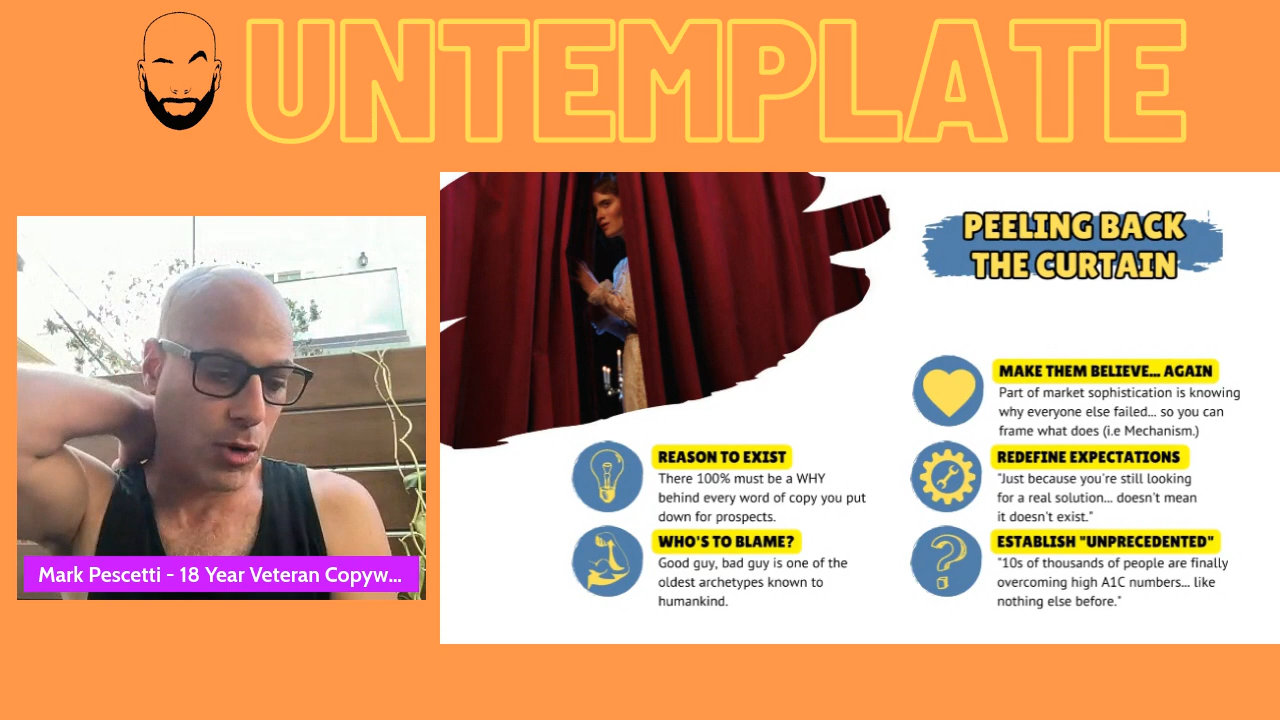 UNTEMPLATE
Mark Pescetti - 18 Year Veteran Copyw...
PEELING BACK
THE CURTAIN
REASON TO EXIST
There 100% must be a WHY
behind every word of copy you put
down for prospects.
WHO'S TO BLAME?
Good guy, bad guy is one of the
oldest archetypes known to
humankind.
MAKE THEM BELIEVE... AGAIN
Part of market sophistication is knowing
why everyone else failed... so you can
frame what does (i.e Mechanism.)
REDEFINE EXPECTATIONS
"Just because you're still looking
for a real solution... doesn't mean
it doesn't exist."
ESTABLISH "UNPRECEDENTED"
"10s of thousands of people are finally
overcoming high A1C numbers... like
nothing else before."